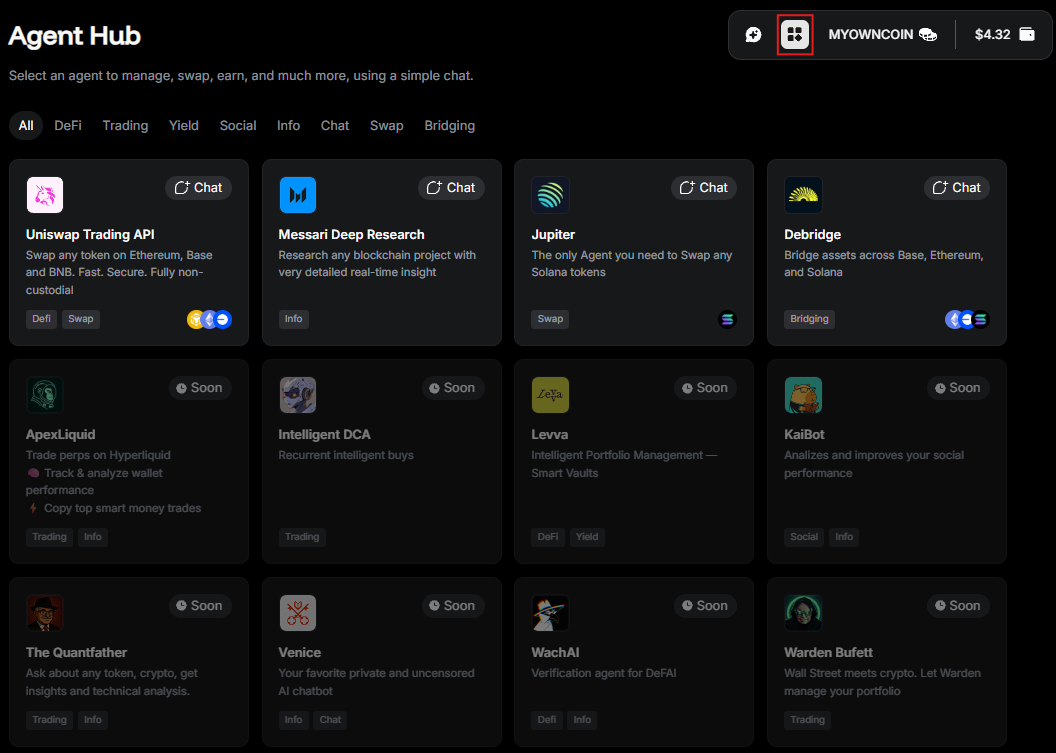 Agent Hub
MYOWNCOIN
$4.32
Select an agent to manage, swap, earn, and much more, using a simple chat.
All DeFi Trading Yield Social Info Chat Swap Bridging
Chat
Uniswap Trading API
Swap any token on Ethereum, Base
and BNB. Fast. Secure. Fully non-
custodial
Defi Swap
Chat
Messari Deep Research
Research any blockchain project with
very detailed real-time insight
Info
Chat
Jupiter
The only Agent you need to Swap any
Solana tokens
Swap
Chat
Debridge
Bridge assets across Base, Ethereum,
and Solana
Bridging
Soon
ApexLiquid
Trade perps on Hyperliquid
🧠 Track & analyze wallet
performance
⚡ Copy top smart money trades
Trading Info
Soon
Intelligent DCA
Recurrent intelligent buys
Trading
Levva
Soon
Levva
Intelligent Portfolio Management —
Smart Vaults
DeFi Yield
Soon
KaiBot
Analizes and improves your social
performance
Social Info
Soon
The Quantfather
Ask about any token, crypto, get
insights and technical analysis.
Trading Info
Soon
Venice
Your favorite private and uncensored
AI chatbot
Info Chat
Soon
WachAI
Verification agent for DeFAI
Defi Info
Soon
Warden Bufett
Wall Street meets crypto. Let Warden
manage your portfolio
Trading